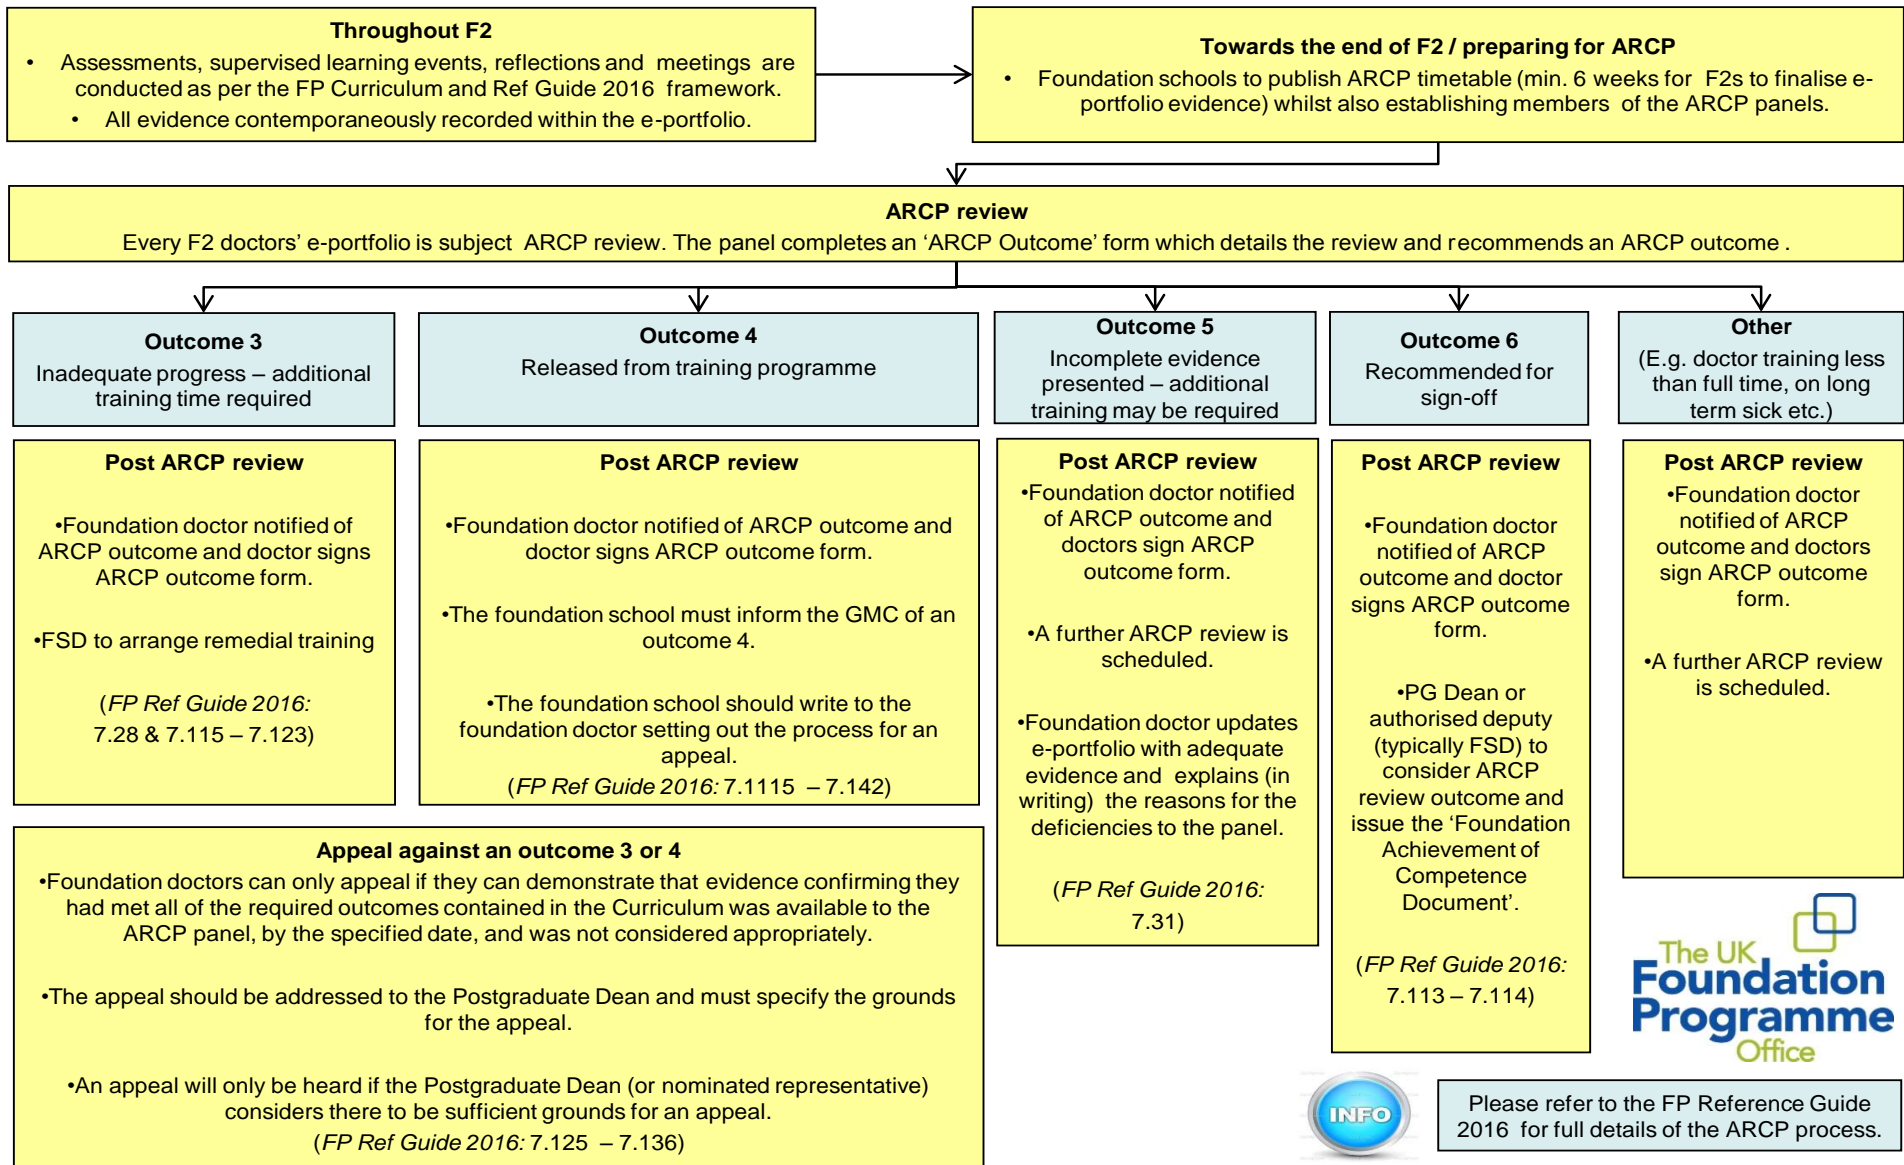 Throughout F2
• Assessments, supervised learning events, reflections and meetings are
conducted as per the FP Curriculum and Ref Guide 2016 framework.
• All evidence contemporaneously recorded within the e-portfolio.
Towards the end of F2 / preparing for ARCP
• Foundation schools to publish ARCP timetable (min. 6 weeks for F2s to finalise e-
portfolio evidence) whilst also establishing members of the ARCP panels.
ARCP review
Every F2 doctors’ e-portfolio is subject ARCP review. The panel completes an ‘ARCP Outcome’ form which details the review and recommends an ARCP outcome .
Outcome 3
Inadequate progress – additional
training time required
Outcome 4
Released from training programme
Outcome 5
Incomplete evidence
presented – additional
training may be required
Outcome 6
Recommended for
sign-off
Other
(E.g. doctor training less
than full time, on long
term sick etc.)
Post ARCP review
•Foundation doctor notified of
ARCP outcome and doctor signs
ARCP outcome form.
•FSD to arrange remedial training
(FP Ref Guide 2016:
7.28 & 7.115 – 7.123)
Post ARCP review
•Foundation doctor notified of ARCP outcome and
doctor signs ARCP outcome form.
•The foundation school must inform the GMC of an
outcome 4.
•The foundation school should write to the
foundation doctor setting out the process for an
appeal.
(FP Ref Guide 2016: 7.1115 – 7.142)
Post ARCP review
•Foundation doctor notified
of ARCP outcome and
doctors sign ARCP
outcome form.
•A further ARCP review is
scheduled.
•Foundation doctor updates
e-portfolio with adequate
evidence and explains (in
writing) the reasons for the
deficiencies to the panel.
(FP Ref Guide 2016:
7.31)
Post ARCP review
•Foundation doctor
notified of ARCP
outcome and doctor
signs ARCP outcome
form.
•PG Dean or
authorised deputy
(typically FSD) to
consider ARCP
review outcome and
issue the ‘Foundation
Achievement of
Competence
Document’.
(FP Ref Guide 2016:
7.113 – 7.114)
Post ARCP review
•Foundation doctor
notified of ARCP
outcome and doctors
sign ARCP outcome
form.
•A further ARCP review
is scheduled.
Appeal against an outcome 3 or 4
•Foundation doctors can only appeal if they can demonstrate that evidence confirming they
had met all of the required outcomes contained in the Curriculum was available to the
ARCP panel, by the specified date, and was not considered appropriately.
•The appeal should be addressed to the Postgraduate Dean and must specify the grounds
for the appeal.
•An appeal will only be heard if the Postgraduate Dean (or nominated representative)
considers there to be sufficient grounds for an appeal.
(FP Ref Guide 2016: 7.125 – 7.136)
The UK
Foundation
Programme
Office
INFO
Please refer to the FP Reference Guide
2016 for full details of the ARCP process.